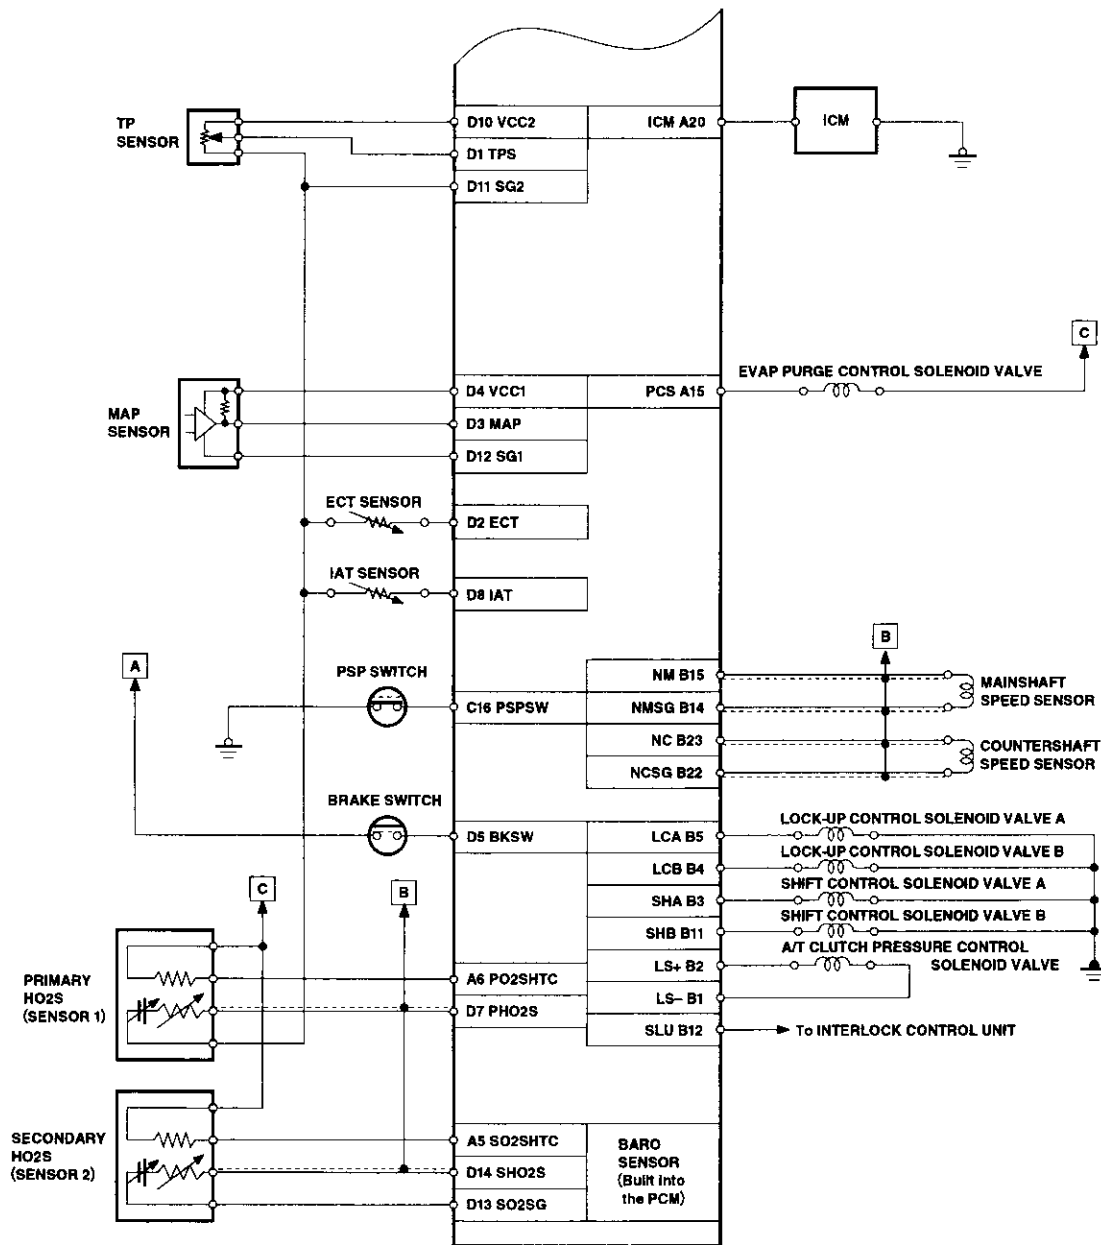 TP
SENSOR
D10 VCC2
D1 TPS
D11 SG2
ICM A20
ICM
C
EVAP PURGE CONTROL SOLENOID VALVE
MAP
SENSOR
D4 VCC1
D3 MAP
D12 SG1
PCS A15
ECT SENSOR
D2 ECT
IAT SENSOR
D8 IAT
A
B
PSP SWITCH
C16 PSPSW
NM B15
NMSG B14
NC B23
NCSG B22
MAINSHAFT
SPEED SENSOR
COUNTERSHAFT
SPEED SENSOR
BRAKE SWITCH
D5 BKSW
LCA B5
LCB B4
SHA B3
SHB B11
LS+ B2
LS– B1
SLU B12
LOCK-UP CONTROL SOLENOID VALVE A
LOCK-UP CONTROL SOLENOID VALVE B
SHIFT CONTROL SOLENOID VALVE A
SHIFT CONTROL SOLENOID VALVE B
A/T CLUTCH PRESSURE CONTROL
SOLENOID VALVE
To INTERLOCK CONTROL UNIT
C
B
PRIMARY
HO2S
(SENSOR 1)
A6 PO2SHTC
D7 PHO2S
SECONDARY
HO2S
(SENSOR 2)
A5 SO2SHTC
D14 SHO2S
D13 SO2SG
BARO
SENSOR
(Built into
the PCM)